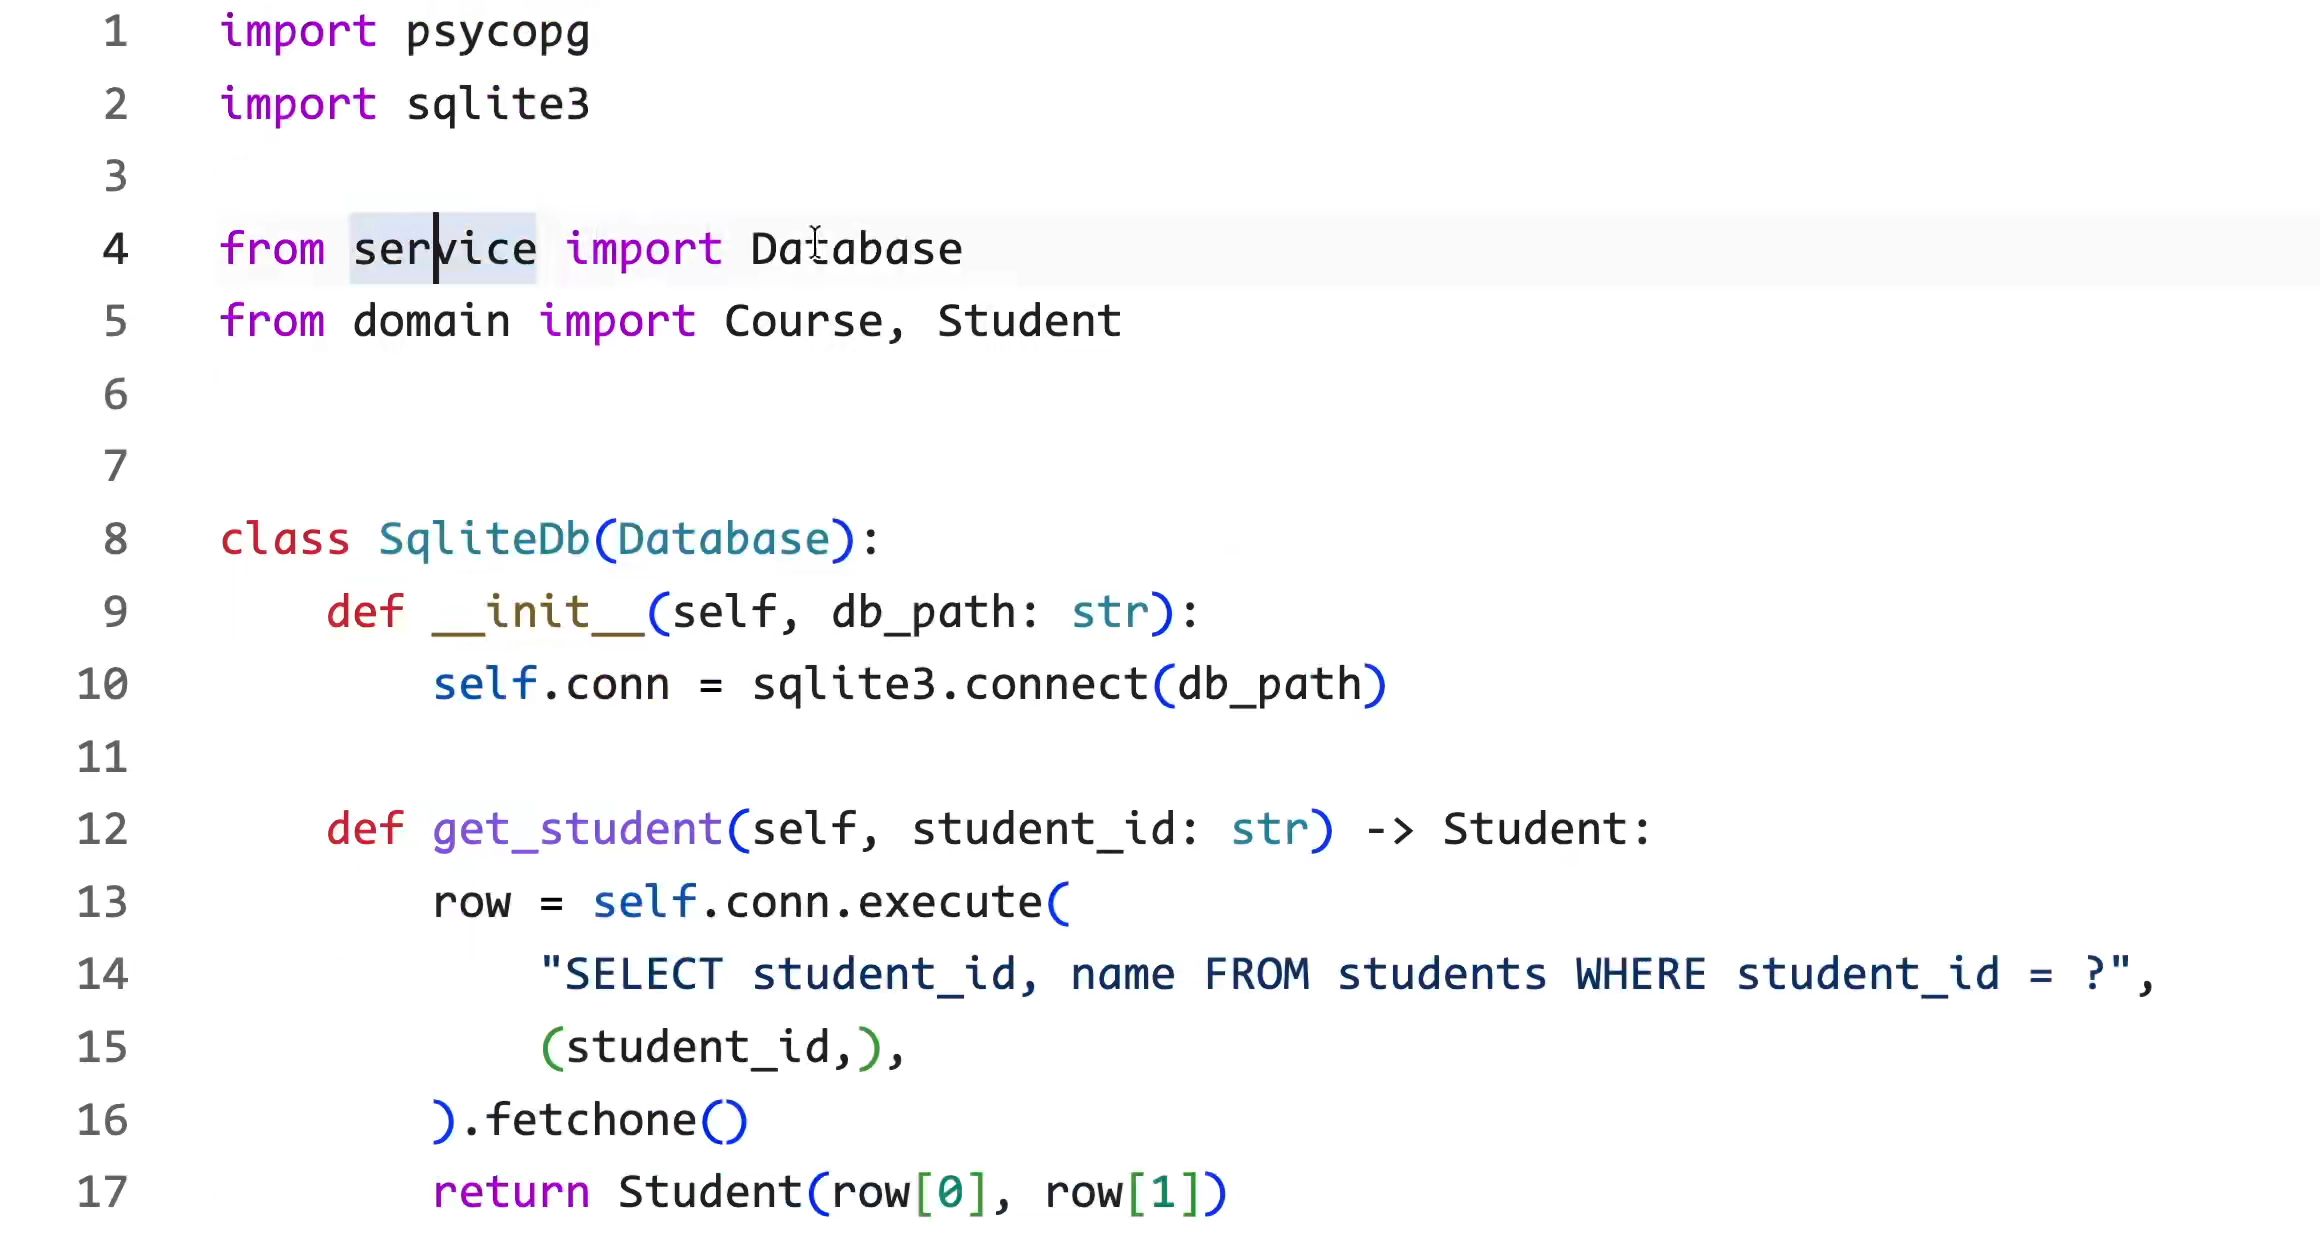 1 import psycopg
2 import sqlite3
3
4 from service import Database
5 from domain import Course, Student
6
7
8 class SqliteDb(Database):
9     def __init__(self, db_path: str):
10         self.conn = sqlite3.connect(db_path)
11
12     def get_student(self, student_id: str) -> Student:
13         row = self.conn.execute(
14             "SELECT student_id, name FROM students WHERE student_id = ?",
15             (student_id,),
16         ).fetchone()
17         return Student(row[0], row[1])